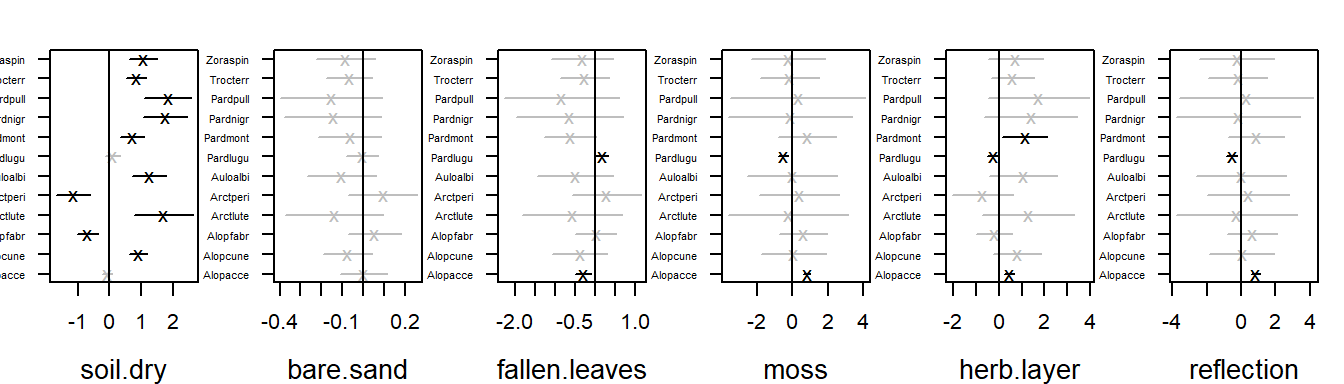 Zoraspin
Trocterr
Pardpull
Pardnigr
Pardmont
Pardlugu
Auloalbi
Arctperi
Arctlute
Alopfabr
Alopcune
Alopacce
Zoraspin
Trocterr
Pardpull
Pardnigr
Pardmont
Pardlugu
Auloalbi
Arctperi
Arctlute
Alopfabr
Alopcune
Alopacce
Zoraspin
Trocterr
Pardpull
Pardnigr
Pardmont
Pardlugu
Auloalbi
Arctperi
Arctlute
Alopfabr
Alopcune
Alopacce
Zoraspin
Trocterr
Pardpull
Pardnigr
Pardmont
Pardlugu
Auloalbi
Arctperi
Arctlute
Alopfabr
Alopcune
Alopacce
Zoraspin
Trocterr
Pardpull
Pardnigr
Pardmont
Pardlugu
Auloalbi
Arctperi
Arctlute
Alopfabr
Alopcune
Alopacce
-1 0 1 2
-0.4 -0.1 0.2
-2.0 -0.5 1.0
-2 0 2 4
-2 0 2 4
-4 0 2 4
soil.dry
bare.sand
fallen.leaves
moss
herb.layer
reflection